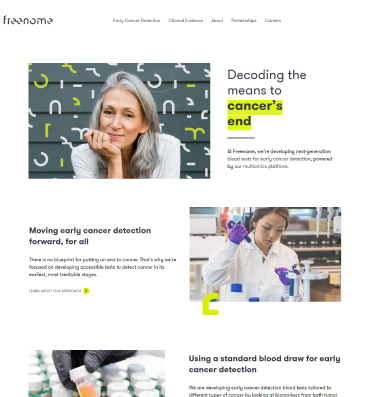 freenome
Early Cancer Detection Clinical Evidence About Partnerships Careers
Decoding the
means to
cancer's
end
At Freenome, we're developing next-generation
blood tests for early cancer detection, powered
by our multiomics platform.
Moving early cancer detection
forward, for all
There is no blueprint for putting an end to cancer. That's why we're
focused on developing accessible tests to detect cancer in its
earliest, most treatable stages.
LEARN ABOUT OUR APPROACH
Using a standard blood draw for early
cancer detection
We are developing early cancer detection blood tests tailored to
different types of cancer by looking at biomarkers from both tumor